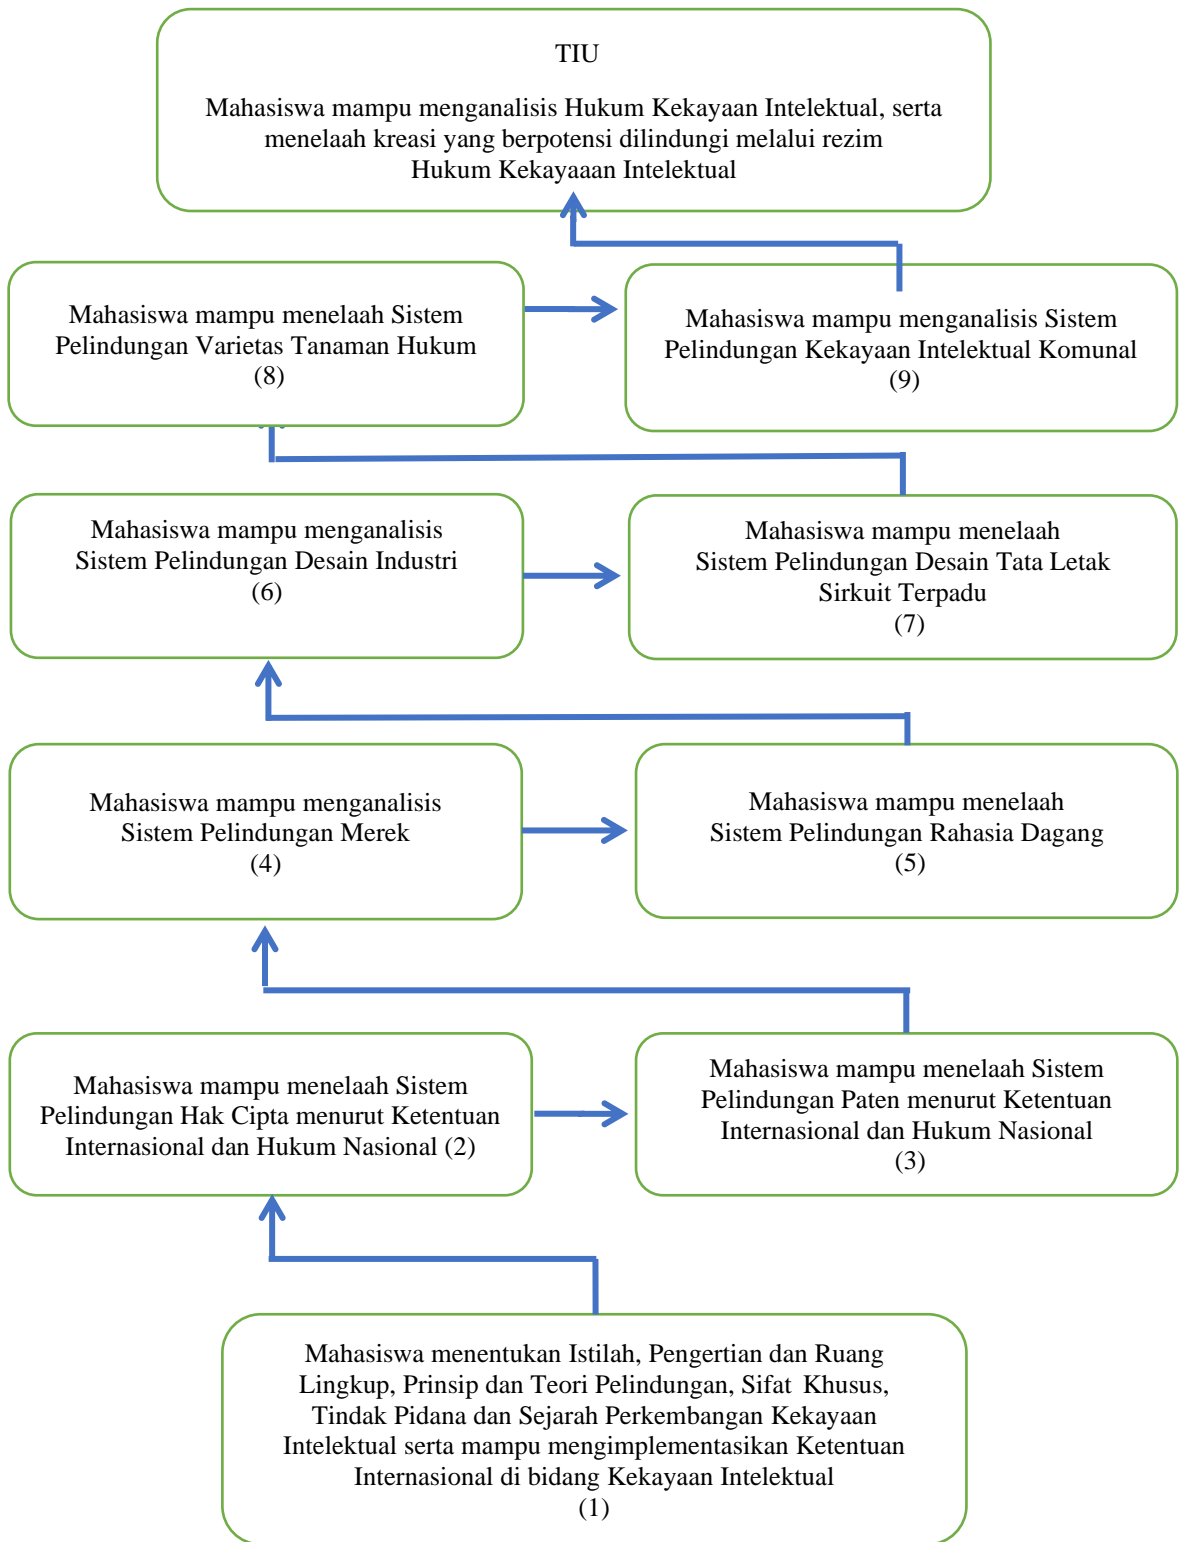 TIU
Mahasiswa mampu menganalisis Hukum Kekayaan Intelektual, serta
menelaah kreasi yang berpotensi dilindungi melalui rezim
Hukum Kekayaaan Intelektual
Mahasiswa mampu menelaah Sistem
Pelindungan Varietas Tanaman Hukum
(8)
Mahasiswa mampu menganalisis Sistem
Pelindungan Kekayaan Intelektual Komunal
(9)
Mahasiswa mampu menganalisis
Sistem Pelindungan Desain Industri
(6)
Mahasiswa mampu menelaah
Sistem Pelindungan Desain Tata Letak
Sirkuit Terpadu
(7)
Mahasiswa mampu menganalisis
Sistem Pelindungan Merek
(4)
Mahasiswa mampu menelaah
Sistem Pelindungan Rahasia Dagang
(5)
Mahasiswa mampu menelaah Sistem
Pelindungan Hak Cipta menurut Ketentuan
Internasional dan Hukum Nasional (2)
Mahasiswa mampu menelaah Sistem
Pelindungan Paten menurut Ketentuan
Internasional dan Hukum Nasional
(3)
Mahasiswa menentukan Istilah, Pengertian dan Ruang
Lingkup, Prinsip dan Teori Pelindungan, Sifat Khusus,
Tindak Pidana dan Sejarah Perkembangan Kekayaan
Intelektual serta mampu mengimplementasikan Ketentuan
Internasional di bidang Kekayaan Intelektual
(1)